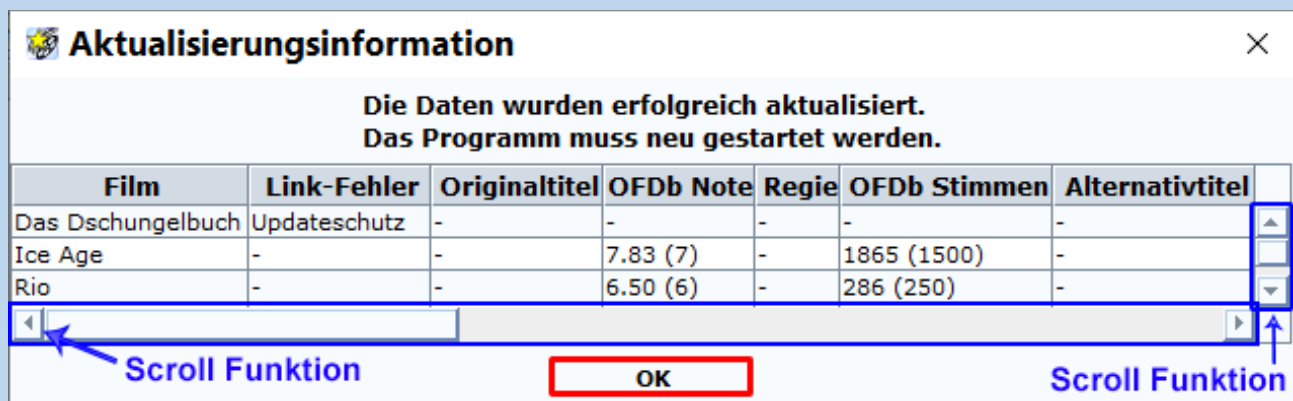 Aktualisierungsinformation
Die Daten wurden erfolgreich aktualisiert.
Das Programm muss neu gestartet werden.
Film Link-Fehler Originaltitel OFDb Note Regie OFDb Stimmen Alternativtitel
Das Dschungelbuch Updateschutz - - - - -
Ice Age - - 7.83 (7) - 1865 (1500) -
Rio - - 6.50 (6) - 286 (250) -
Scroll Funktion OK Scroll Funktion